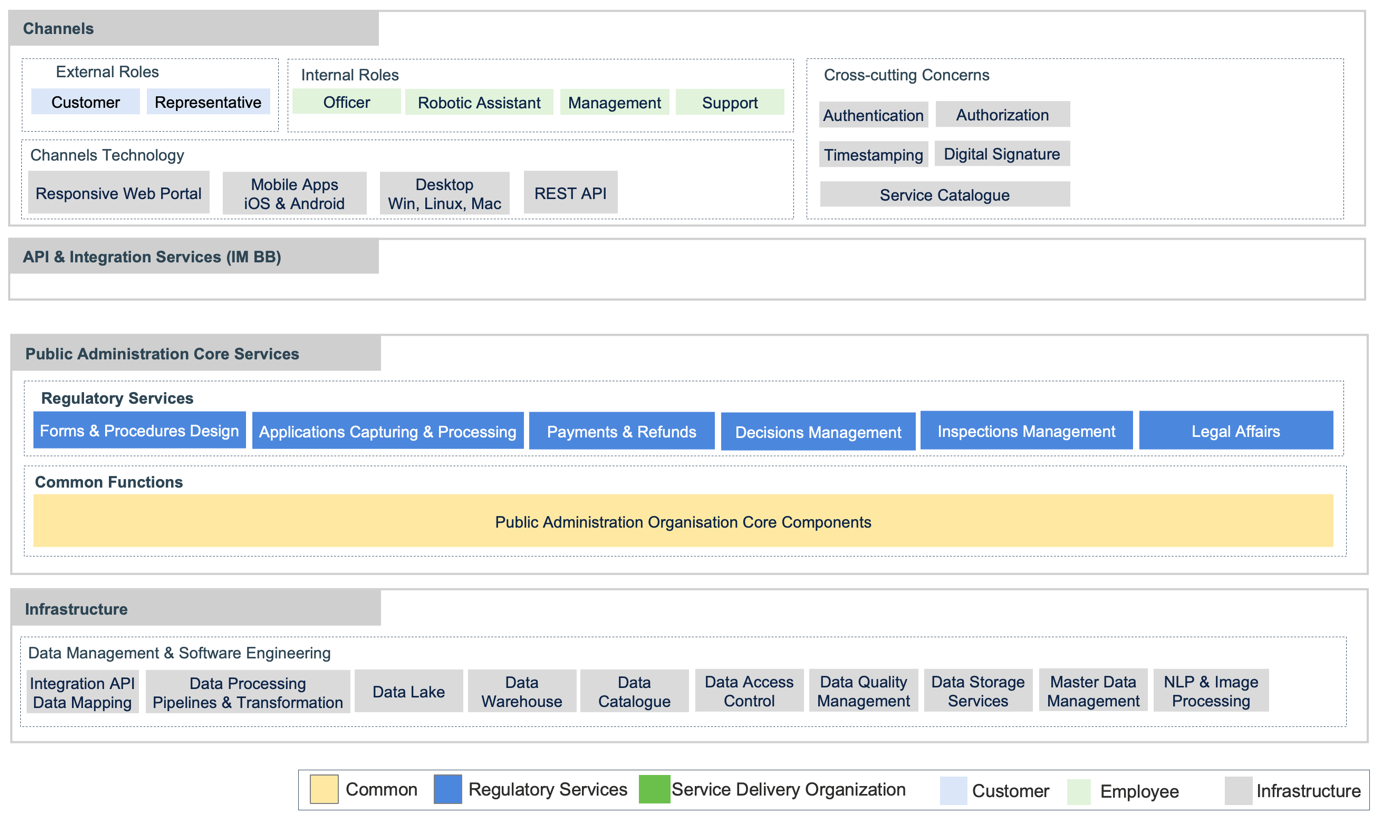 Channels
External Roles
Customer
Representative
Internal Roles
Officer
Robotic Assistant
Management
Support
Channels Technology
Responsive Web Portal
Mobile Apps
iOS & Android
Desktop
Win, Linux, Mac
REST API
Cross-cutting Concerns
Authentication
Authorization
Timestamping
Digital Signature
Service Catalogue
API & Integration Services (IM BB)
Public Administration Core Services
Regulatory Services
Forms & Procedures Design
Applications Capturing & Processing
Payments & Refunds
Decisions Management
Inspections Management
Legal Affairs
Common Functions
Public Administration Organisation Core Components
Infrastructure
Data Management & Software Engineering
Integration API
Data Mapping
Data Processing
Pipelines & Transformation
Data Lake
Data
Warehouse
Data
Catalogue
Data Access
Control
Data Quality
Management
Data Storage
Services
Master Data
Management
NLP & Image
Processing
Common
Regulatory Services
Service Delivery Organization
Customer
Employee
Infrastructure